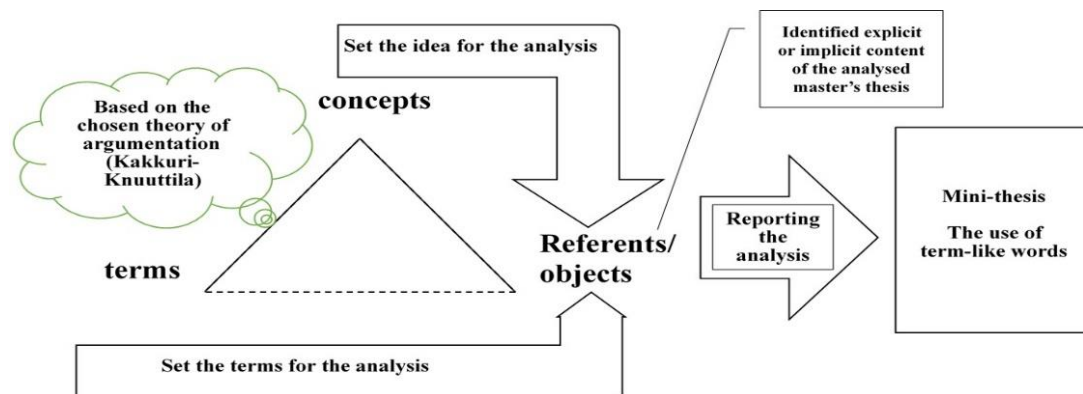 Set the idea for the analysis
Identified explicit
or implicit content
of the analysed
master’s thesis
Based on the
chosen theory of
argumentation
(Kakkuri-
Knuuttila)
concepts
terms
Referents/
objects
Reporting
the
analysis
Mini-thesis
The use of
term-like words
Set the terms for the analysis